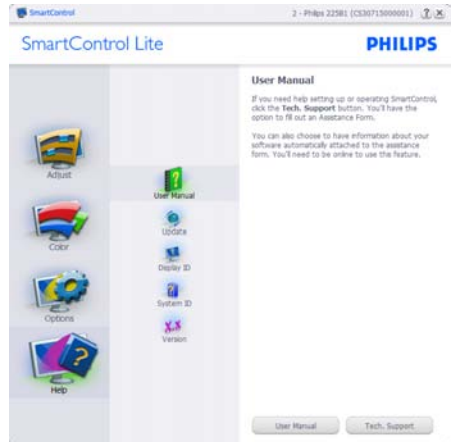 SmartControl
2 - Philips 225B1 (CS30715000001)
SmartControl Lite
PHILIPS
Adjust
Color
Options
Help
User Manual
Update
Display ID
System ID
Version
User Manual
If you need help setting up or operating SmartControl,
click the Tech. Support button. You'll have the
option to fill out an Assistance Form.
You can also choose to have information about your
software automatically attached to the assistance
form. You'll need to be online to use this feature.
User Manual
Tech. Support